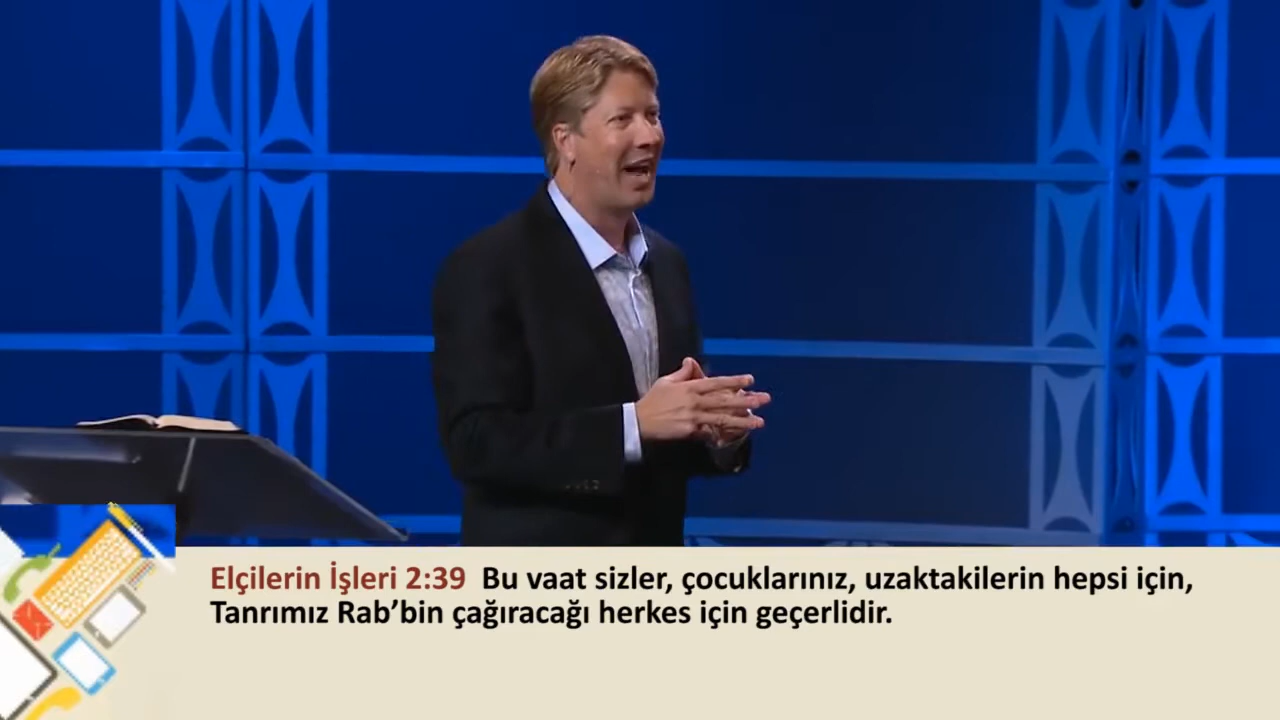 Elçilerin İşleri 2:39 Bu vaat sizler, çocuklarınız, uzaktakilerin hepsi için,
Tanrımız Rab’bin çağıracağı herkes için geçerlidir.